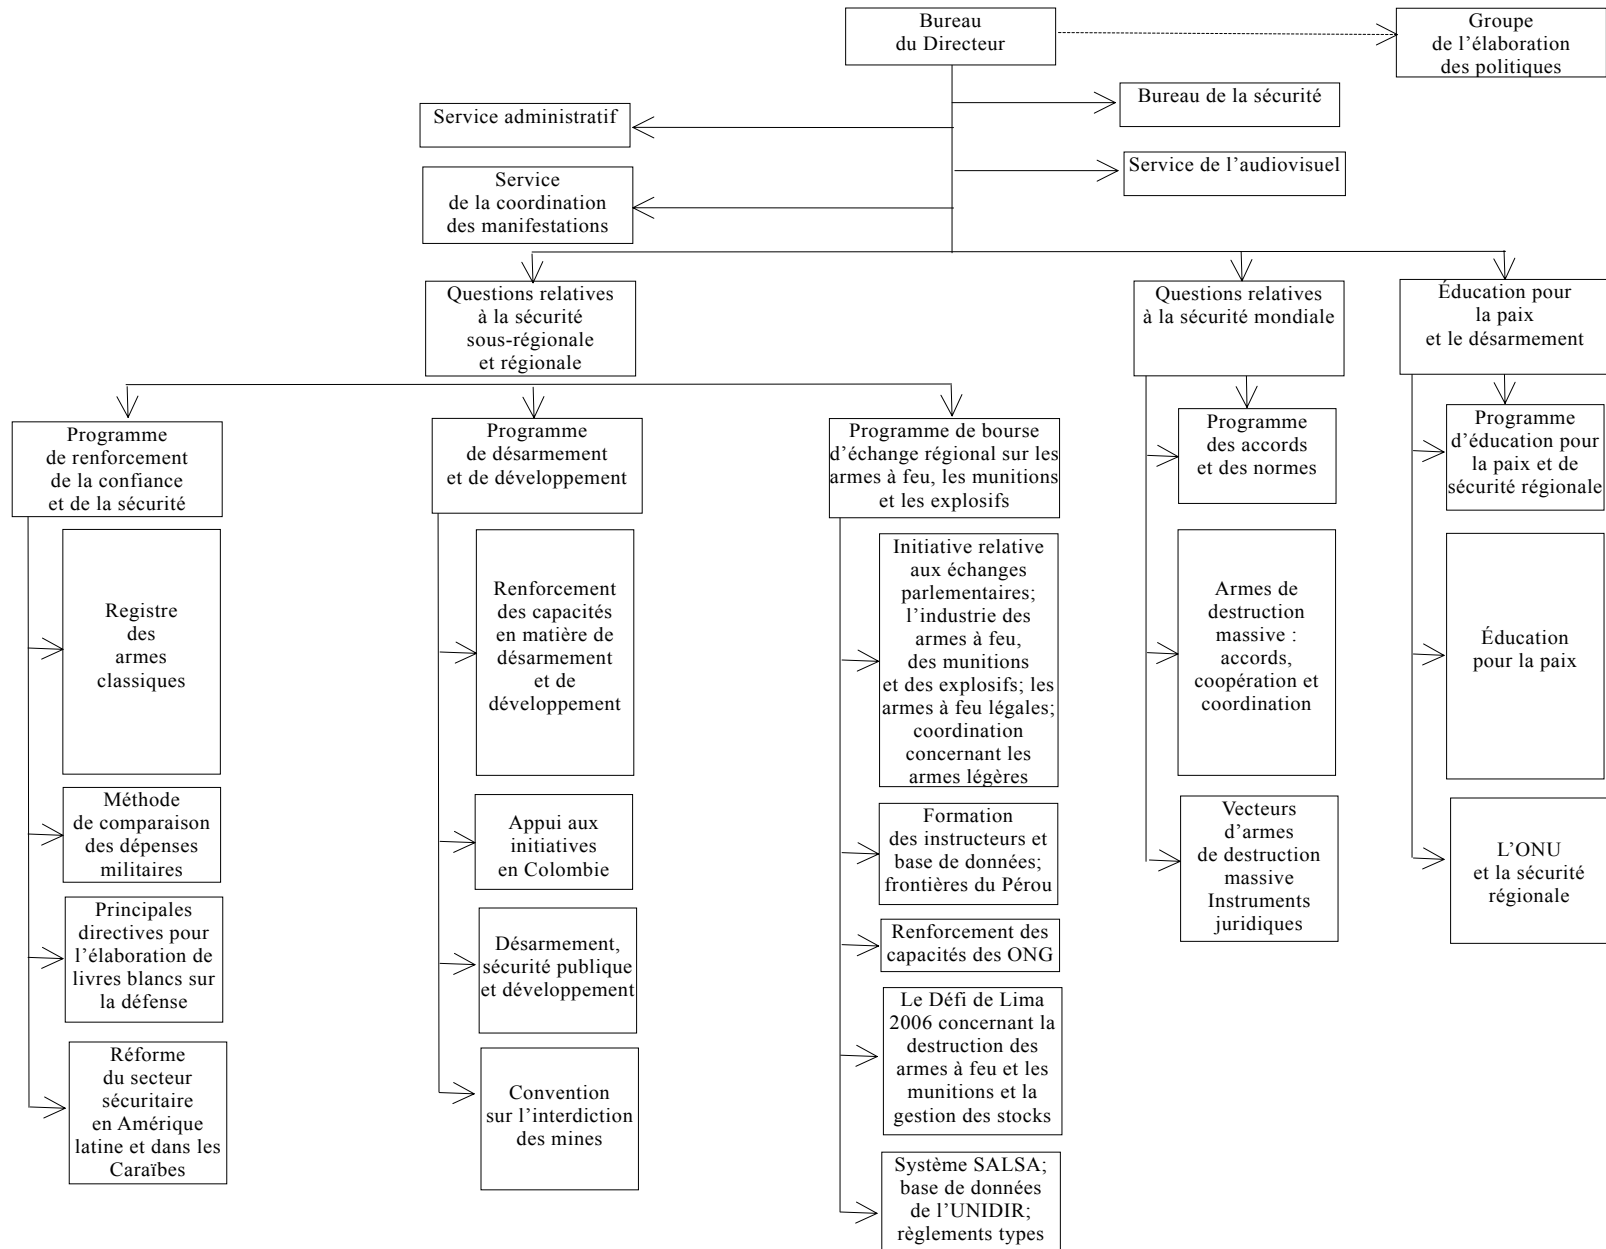 Bureau
du Directeur
Groupe
de l’élaboration
des politiques
Bureau de la sécurité
Service administratif
Service de l’audiovisuel
Service
de la coordination
des manifestations
Questions relatives
à la sécurité
sous-régionale
et régionale
Questions relatives
à la sécurité mondiale
Éducation pour
la paix
et le désarmement
Programme
de renforcement
de la confiance
et de la sécurité
Programme
de désarmement
et de développement
Programme de bourse
d’échange régional sur les
armes à feu, les munitions
et les explosifs
Programme
des accords
et des normes
Programme
d’éducation pour
la paix et de
sécurité régionale
Registre
des
armes
classiques
Renforcement
des capacités
en matière de
désarmement
et de
développement
Initiative relative
aux échanges
parlementaires;
l’industrie des
armes à feu,
des munitions
et des explosifs; les
armes à feu légales;
coordination
concernant les
armes légères
Armes de
destruction
massive :
accords,
coopération et
coordination
Éducation
pour la paix
Méthode
de comparaison
des dépenses
militaires
Appui aux
initiatives
en Colombie
Formation
des instructeurs et
base de données;
frontières du Pérou
Vecteurs
d’armes
de destruction
massive
Instruments
juridiques
L’ONU
et la sécurité
régionale
Principales
directives pour
l’élaboration de
livres blancs sur
la défense
Désarmement,
sécurité publique
et développement
Renforcement des
capacités des ONG
Le Défi de Lima
2006 concernant la
destruction des
armes à feu et les
munitions et la
gestion des stocks
Réforme
du secteur
sécuritaire
en Amérique
latine et dans les
Caraïbes
Convention
sur l’interdiction
des mines
Système SALSA;
base de données
de l’UNIDIR;
règlements types